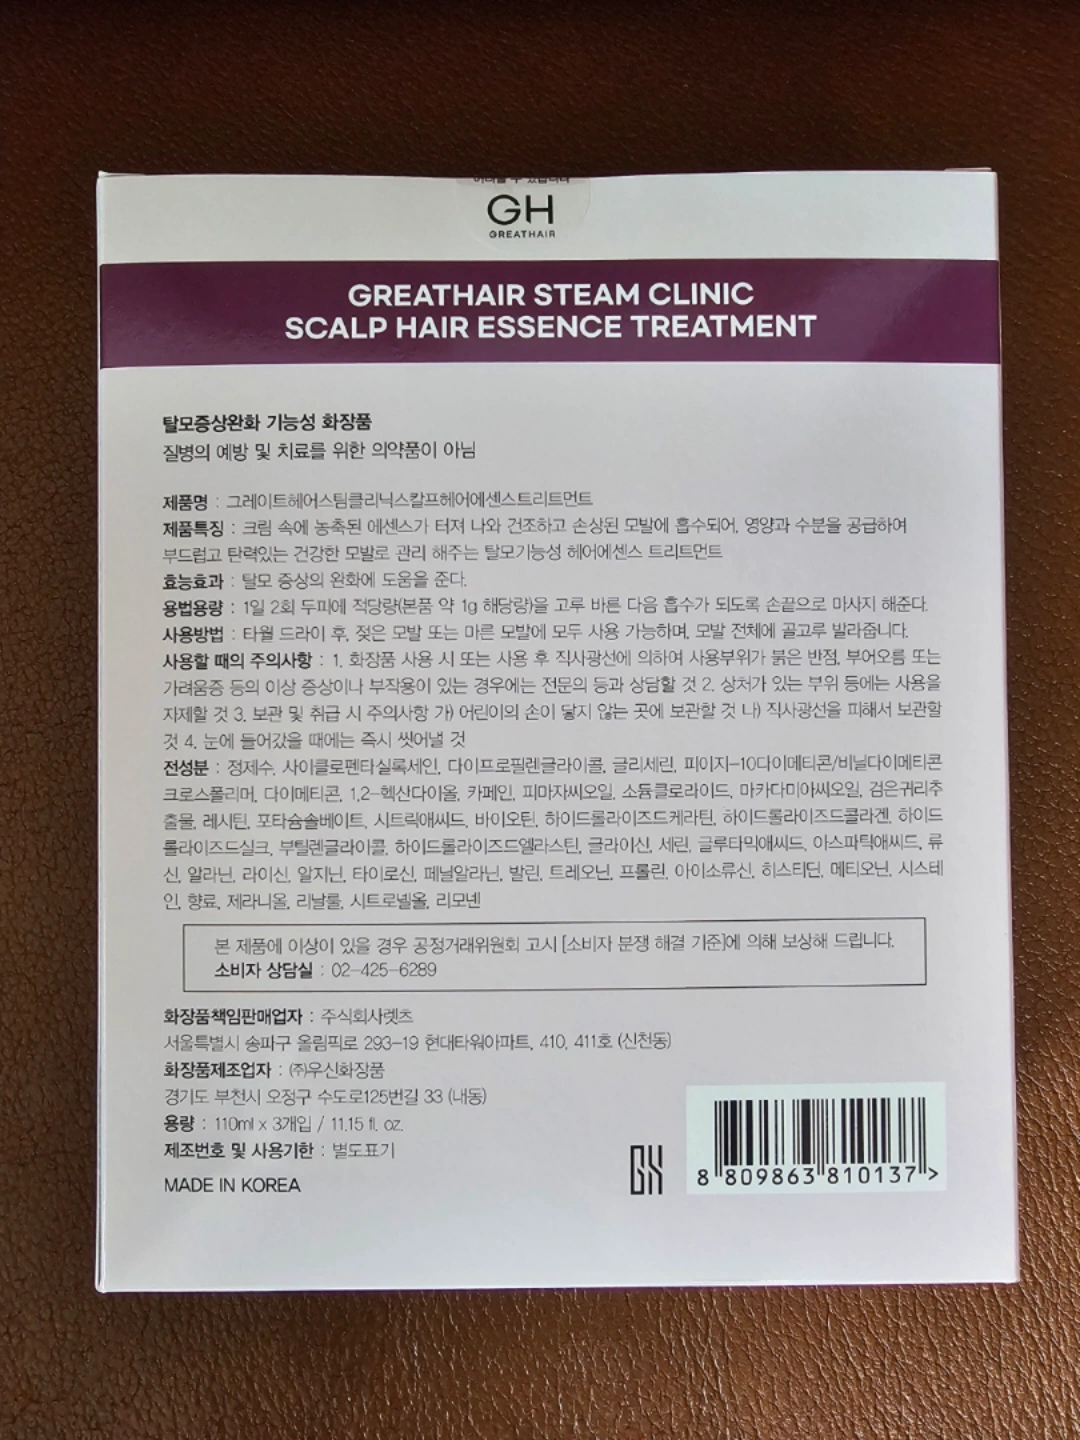 GH
GREATHAIR
GREATHAIR STEAM CLINIC
SCALP HAIR ESSENCE TREATMENT
탈모증상완화 기능성 화장품
질병의 예방 및 치료를 위한 의약품이 아님
제품명 : 그레이트헤어스팀클리닉스칼프헤어에센스트리트먼트
제품특징 : 크림 속에 농축된 에센스가 터져 나와 건조하고 손상된 모발에 흡수되어, 영양과 수분을 공급하여
부드럽고 탄력있는 건강한 모발로 관리 해주는 탈모기능성 헤어에센스 트리트먼트
효능효과 : 탈모 증상의 완화에 도움을 준다.
용법용량 : 1일 2회 두피에 적당량(본품 약 1g 해당량)을 고루 바른 다음 흡수가 되도록 손끝으로 마사지 해준다.
사용방법 : 타월 드라이 후, 젖은 모발 또는 마른 모발에 모두 사용 가능하며, 모발 전체에 골고루 발라줍니다.
사용할 때의 주의사항 : 1. 화장품 사용 시 또는 사용 후 직사광선에 의하여 사용부위가 붉은 반점, 부어오름 또는
가려움증 등의 이상 증상이나 부작용이 있는 경우에는 전문의 등과 상담할 것 2. 상처가 있는 부위 등에는 사용을
자제할 것 3. 보관 및 취급 시 주의사항 가) 어린이의 손이 닿지 않는 곳에 보관할 것 나) 직사광선을 피해서 보관할
것 4. 눈에 들어갔을 때에는 즉시 씻어낼 것
전성분 : 정제수, 사이클로펜타실록세인, 다이프로필렌글라이콜, 글리세린, 피이지-10다이메티콘/비닐다이메티콘
크로스폴리머, 다이메티콘, 1,2-헥산다이올, 카페인, 피마자씨오일, 소듐클로라이드, 마카다미아씨오일, 검은귀리추
출물, 레시틴, 포타슘솔베이트, 시트릭애씨드, 바이오틴, 하이드롤라이즈드케라틴, 하이드롤라이즈드콜라겐, 하이드
롤라이즈드실크, 부틸렌글라이콜, 하이드롤라이즈드엘라스틴, 글라이신, 세린, 글루타믹애씨드, 아스파틱애씨드, 류
신, 알라닌, 라이신, 알지닌, 타이로신, 페닐알라닌, 발린, 트레오닌, 프롤린, 아이소류신, 히스티딘, 메티오닌, 시스테
인, 향료, 제라니올, 리날룰, 시트로넬올, 리모넨
본 제품에 이상이 있을 경우 공정거래위원회 고시 [소비자 분쟁 해결 기준]에 의해 보상해 드립니다.
소비자 상담실 : 02-425-6289
화장품책임판매업자 : 주식회사렛츠
서울특별시 송파구 올림픽로 293-19 현대타워아파트, 410, 411호 (신천동)
화장품제조업자 : (주)우신화장품
경기도 부천시 오정구 수도로125번길 33 (내동)
용량 : 110ml x 3개입 / 11.15 fl. oz.
제조번호 및 사용기한 : 별도표기
MADE IN KOREA
GH
8 809863 810137 >